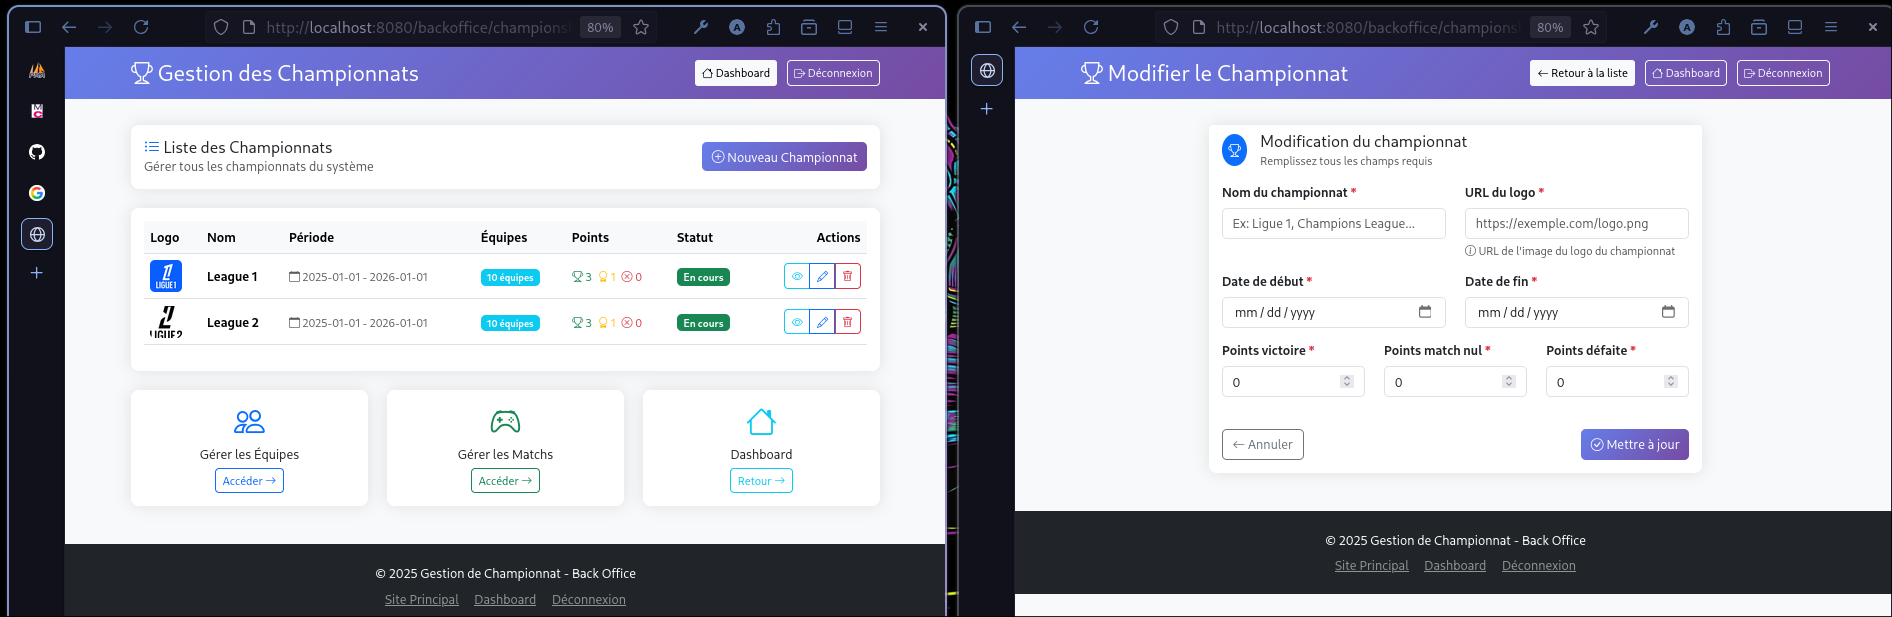 http://localhost:8080/backoffice/champions
80%
Gestion des Championnats
Dashboard
Déconnexion
Liste des Championnats
Gérer tous les championnats du système
Nouveau Championnat
Logo Nom Période Équipes Points Statut Actions
LIGUE 1
League 1 2025-01-01 - 2026-01-01 10 équipes 3 1 0 En cours
LIGUE 2
League 2 2025-01-01 - 2026-01-01 10 équipes 3 1 0 En cours
Gérer les Équipes
Accéder →
Gérer les Matchs
Accéder →
Dashboard
Retour →
© 2025 Gestion de Championnat - Back Office
Site Principal Dashboard Déconnexion
http://localhost:8080/backoffice/champions
80%
Modifier le Championnat
← Retour à la liste
Dashboard
Déconnexion
Modification du championnat
Remplissez tous les champs requis
Nom du championnat * URL du logo *
Ex: Ligue 1, Champions League... https://exemple.com/logo.png
URL de l'image du logo du championnat
Date de début * Date de fin *
mm / dd / yyyy mm / dd / yyyy
Points victoire * Points match nul * Points défaite *
0 0 0
← Annuler
Mettre à jour
© 2025 Gestion de Championnat - Back Office
Site Principal Dashboard Déconnexion